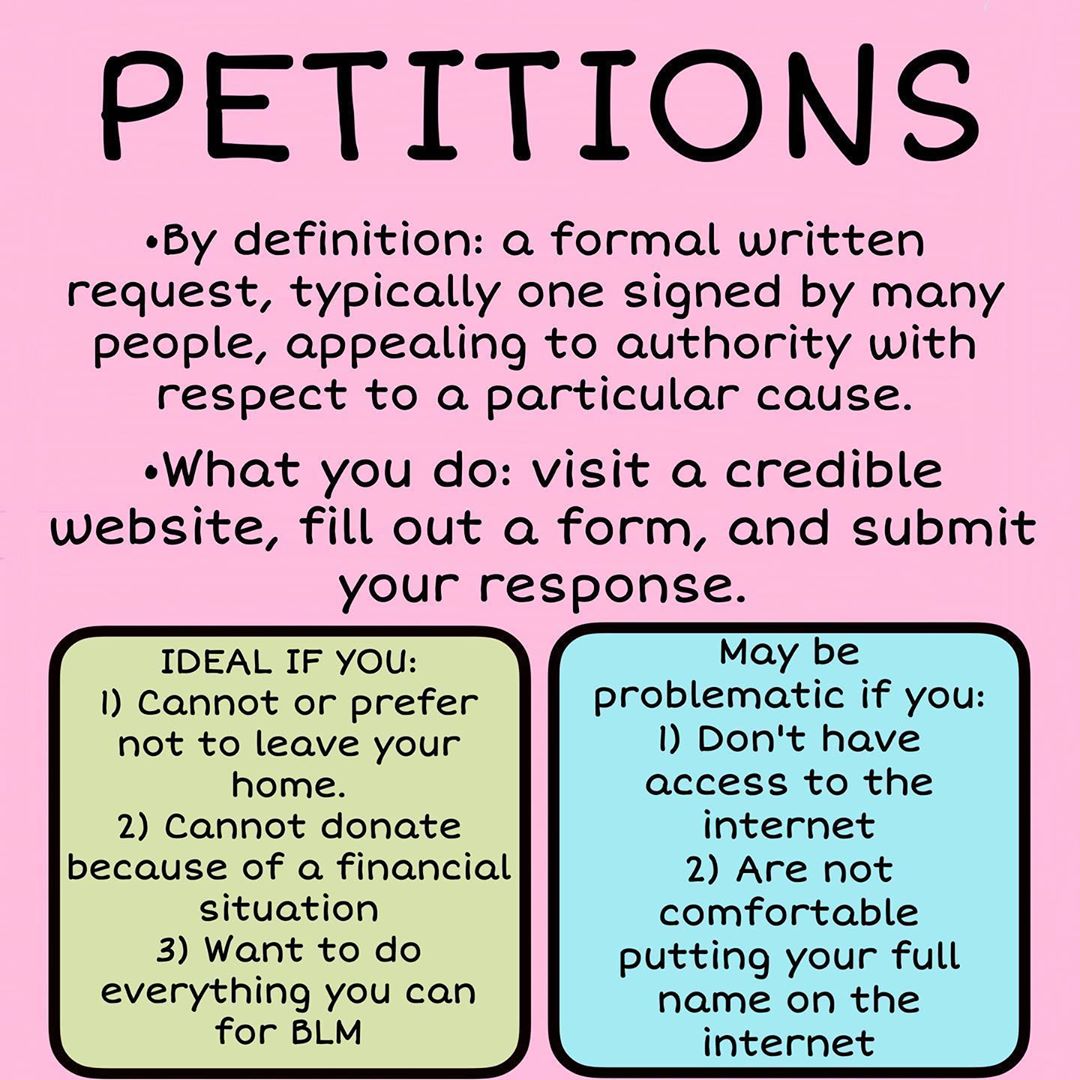 PETITIONS
•By definition: a formal written
request, typically one signed by many
people, appealing to authority with
respect to a particular cause.
•What you do: visit a credible
website, fill out a form, and submit
your response.
IDEAL IF YOU:
1) Cannot or prefer
not to leave your
home.
2) Cannot donate
because of a financial
situation
3) Want to do
everything you can
for BLM
May be
problematic if you:
1) Don't have
access to the
internet
2) Are not
comfortable
putting your full
name on the
internet